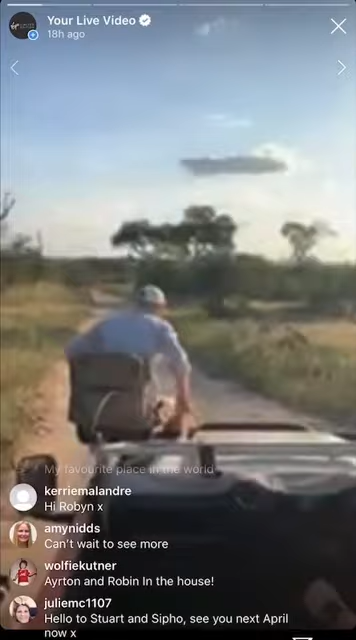 Your Live Video
18h ago
My favourite place in the world
kerriemalandre
Hi Robyn x
amynidds
Can't wait to see more
wolfiekutner
Ayrton and Robin In the house!
juliemc1107
Hello to Stuart and Sipho, see you next April
now x